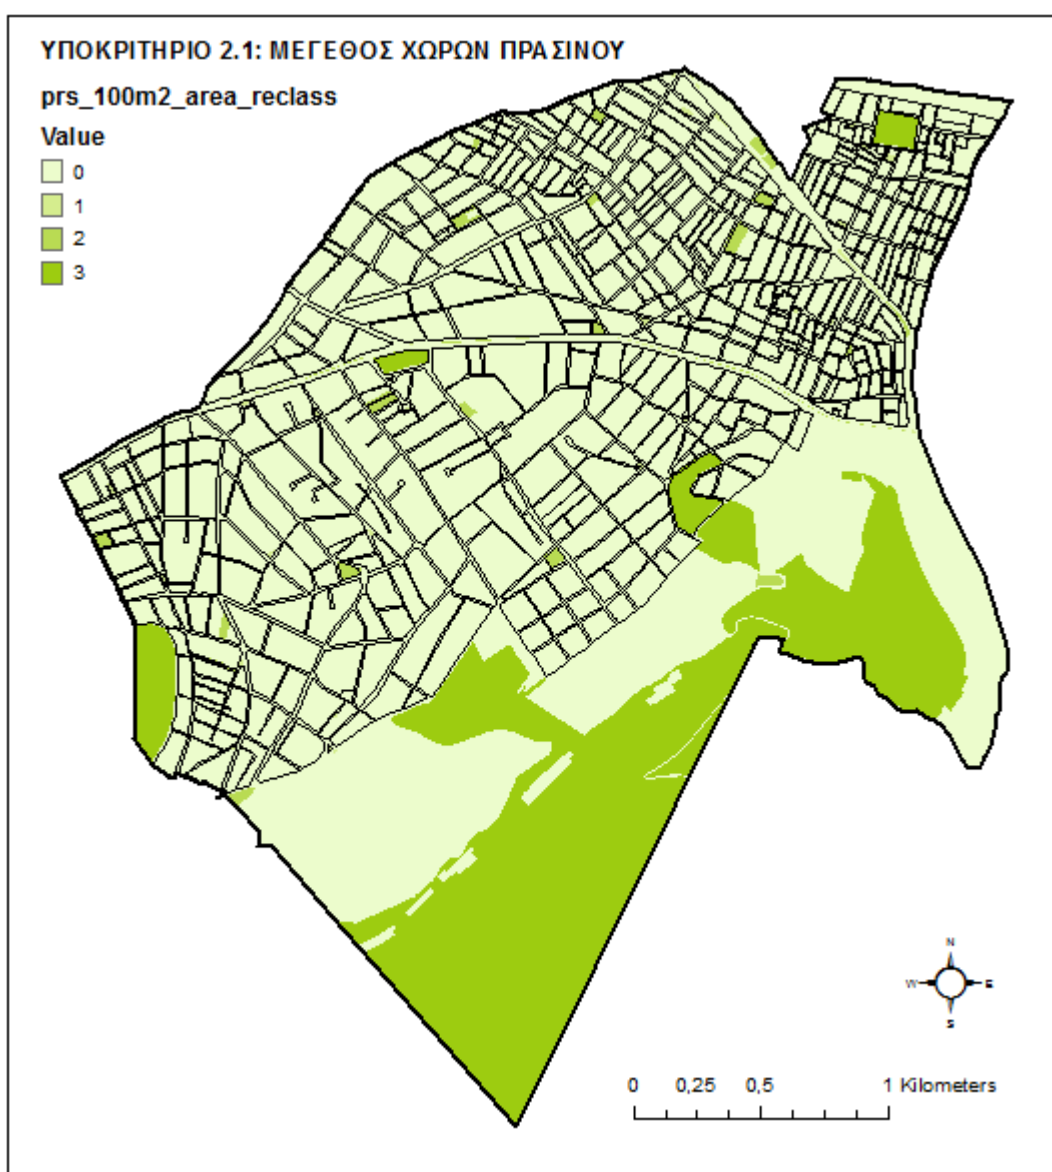 ΥΠΟΚΡΙΤΗΡΙΟ 2.1: ΜΕΓΕΘΟΣ ΧΩΡΩΝ ΠΡΑΣΙΝΟΥ
prs_100m2_area_reclass
Value
0
1
2
3
N
W E
S
0 0,25 0,5 1 Kilometers